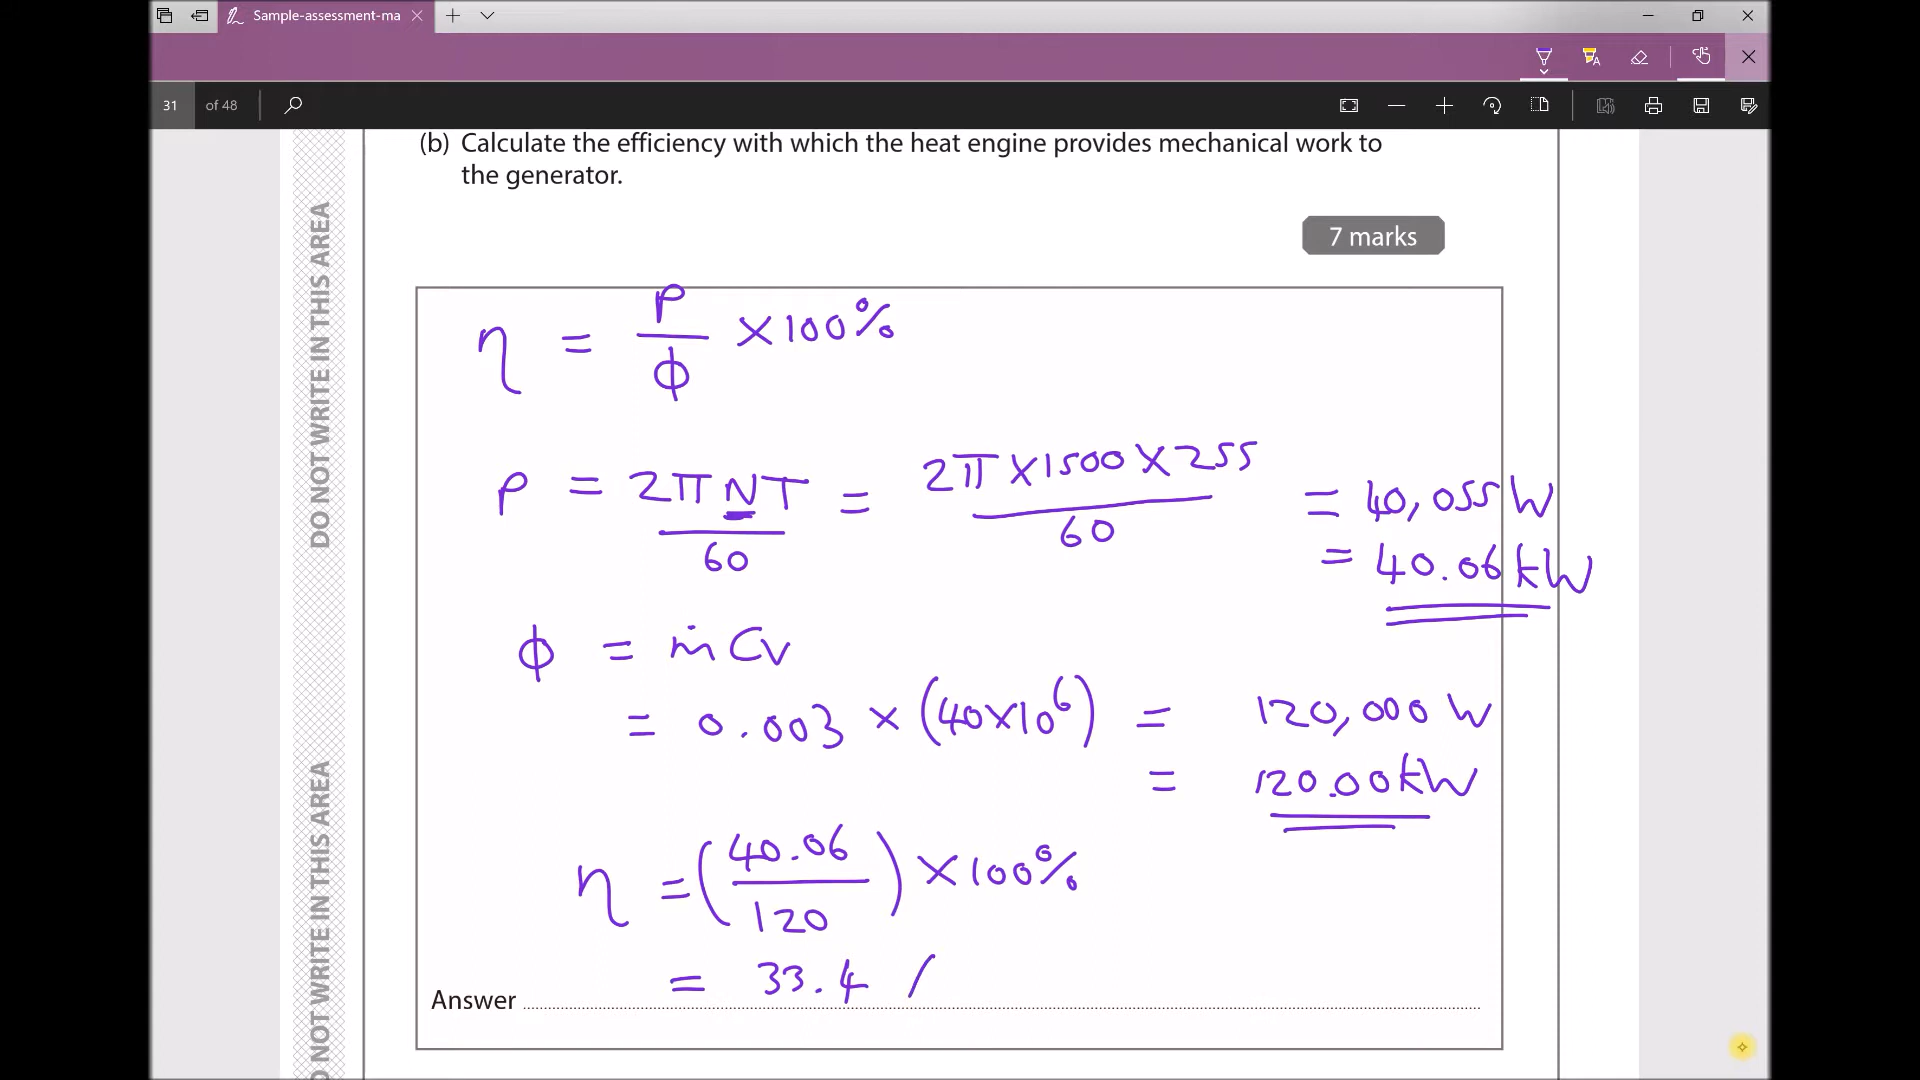 Sample-assessment-ma
31 of 48
(b) Calculate the efficiency with which the heat engine provides mechanical work to
the generator.
7 marks
η = P/ϕ ×100%
P = 2πNT/60 = 2π×1500×255/60 = 40,055 W
= 40.06 kW
ϕ = ṁ Cv
= 0.003 × (40×10⁶) = 120,000 W
= 120.00 kW
η = (40.06/120) ×100%
= 33.4 /
Answer
DO NOT WRITE IN THIS AREA
O NOT WRITE IN THIS AREA